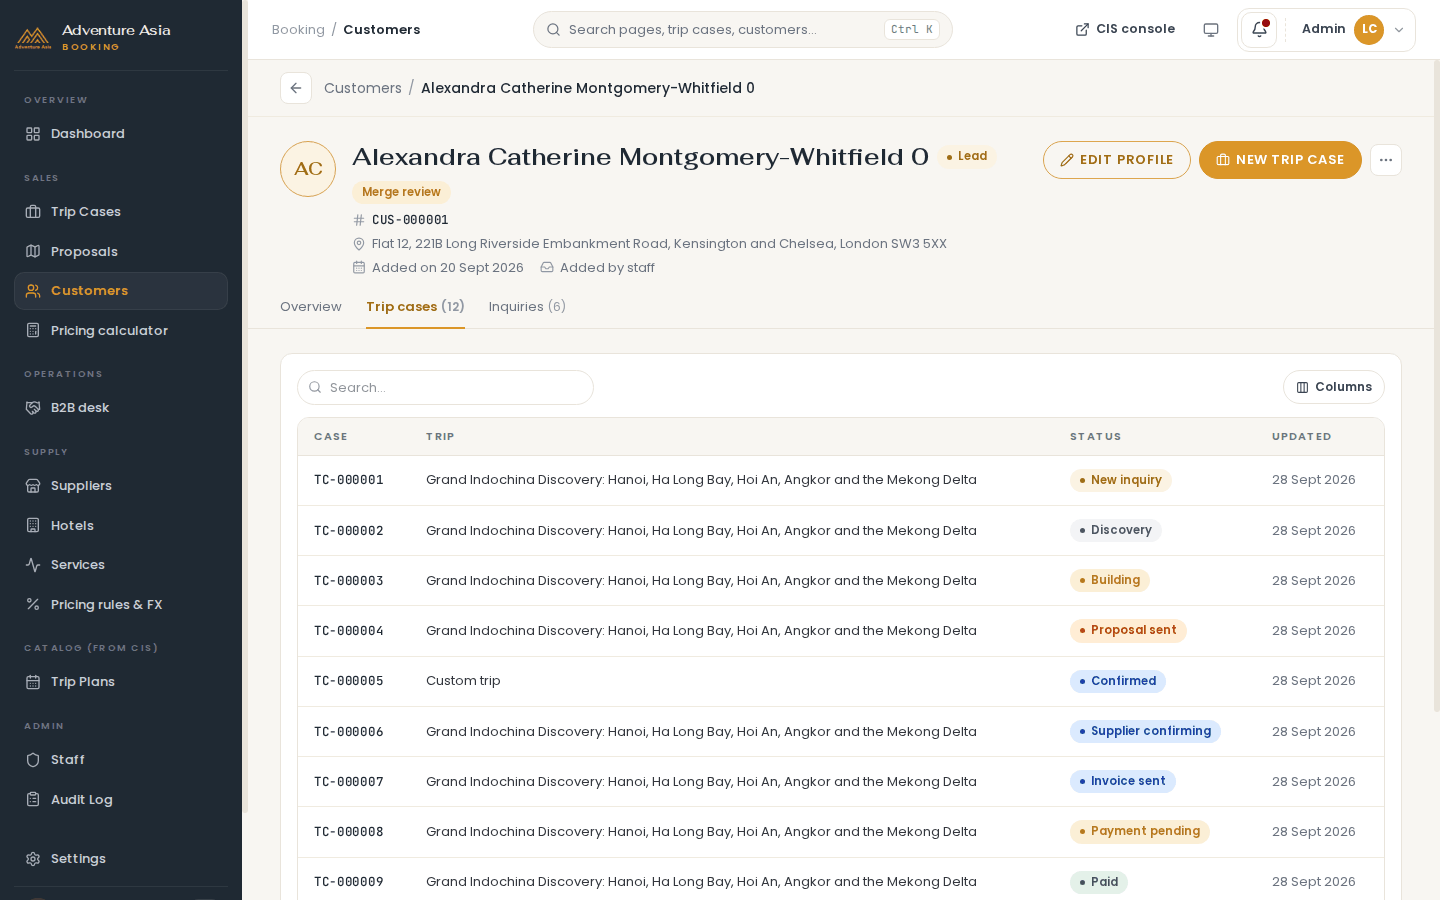 Adventure Asia
BOOKING
Adventure Asia
OVERVIEW
Dashboard
SALES
Trip Cases
Proposals
Customers
Pricing calculator
OPERATIONS
B2B desk
SUPPLY
Suppliers
Hotels
Services
Pricing rules & FX
CATALOG (FROM CIS)
Trip Plans
ADMIN
Staff
Audit Log
Settings
Booking / Customers
Search pages, trip cases, customers... Ctrl K
CIS console
Admin LC
Customers / Alexandra Catherine Montgomery-Whitfield 0
AC
Alexandra Catherine Montgomery-Whitfield 0 Lead
Merge review
CUS-000001
Flat 12, 221B Long Riverside Embankment Road, Kensington and Chelsea, London SW3 5XX
Added on 20 Sept 2026 Added by staff
EDIT PROFILE NEW TRIP CASE
Overview Trip cases (12) Inquiries (6)
Search... Columns
CASE TRIP STATUS UPDATED
TC-000001 Grand Indochina Discovery: Hanoi, Ha Long Bay, Hoi An, Angkor and the Mekong Delta New inquiry 28 Sept 2026
TC-000002 Grand Indochina Discovery: Hanoi, Ha Long Bay, Hoi An, Angkor and the Mekong Delta Discovery 28 Sept 2026
TC-000003 Grand Indochina Discovery: Hanoi, Ha Long Bay, Hoi An, Angkor and the Mekong Delta Building 28 Sept 2026
TC-000004 Grand Indochina Discovery: Hanoi, Ha Long Bay, Hoi An, Angkor and the Mekong Delta Proposal sent 28 Sept 2026
TC-000005 Custom trip Confirmed 28 Sept 2026
TC-000006 Grand Indochina Discovery: Hanoi, Ha Long Bay, Hoi An, Angkor and the Mekong Delta Supplier confirming 28 Sept 2026
TC-000007 Grand Indochina Discovery: Hanoi, Ha Long Bay, Hoi An, Angkor and the Mekong Delta Invoice sent 28 Sept 2026
TC-000008 Grand Indochina Discovery: Hanoi, Ha Long Bay, Hoi An, Angkor and the Mekong Delta Payment pending 28 Sept 2026
TC-000009 Grand Indochina Discovery: Hanoi, Ha Long Bay, Hoi An, Angkor and the Mekong Delta Paid 28 Sept 2026